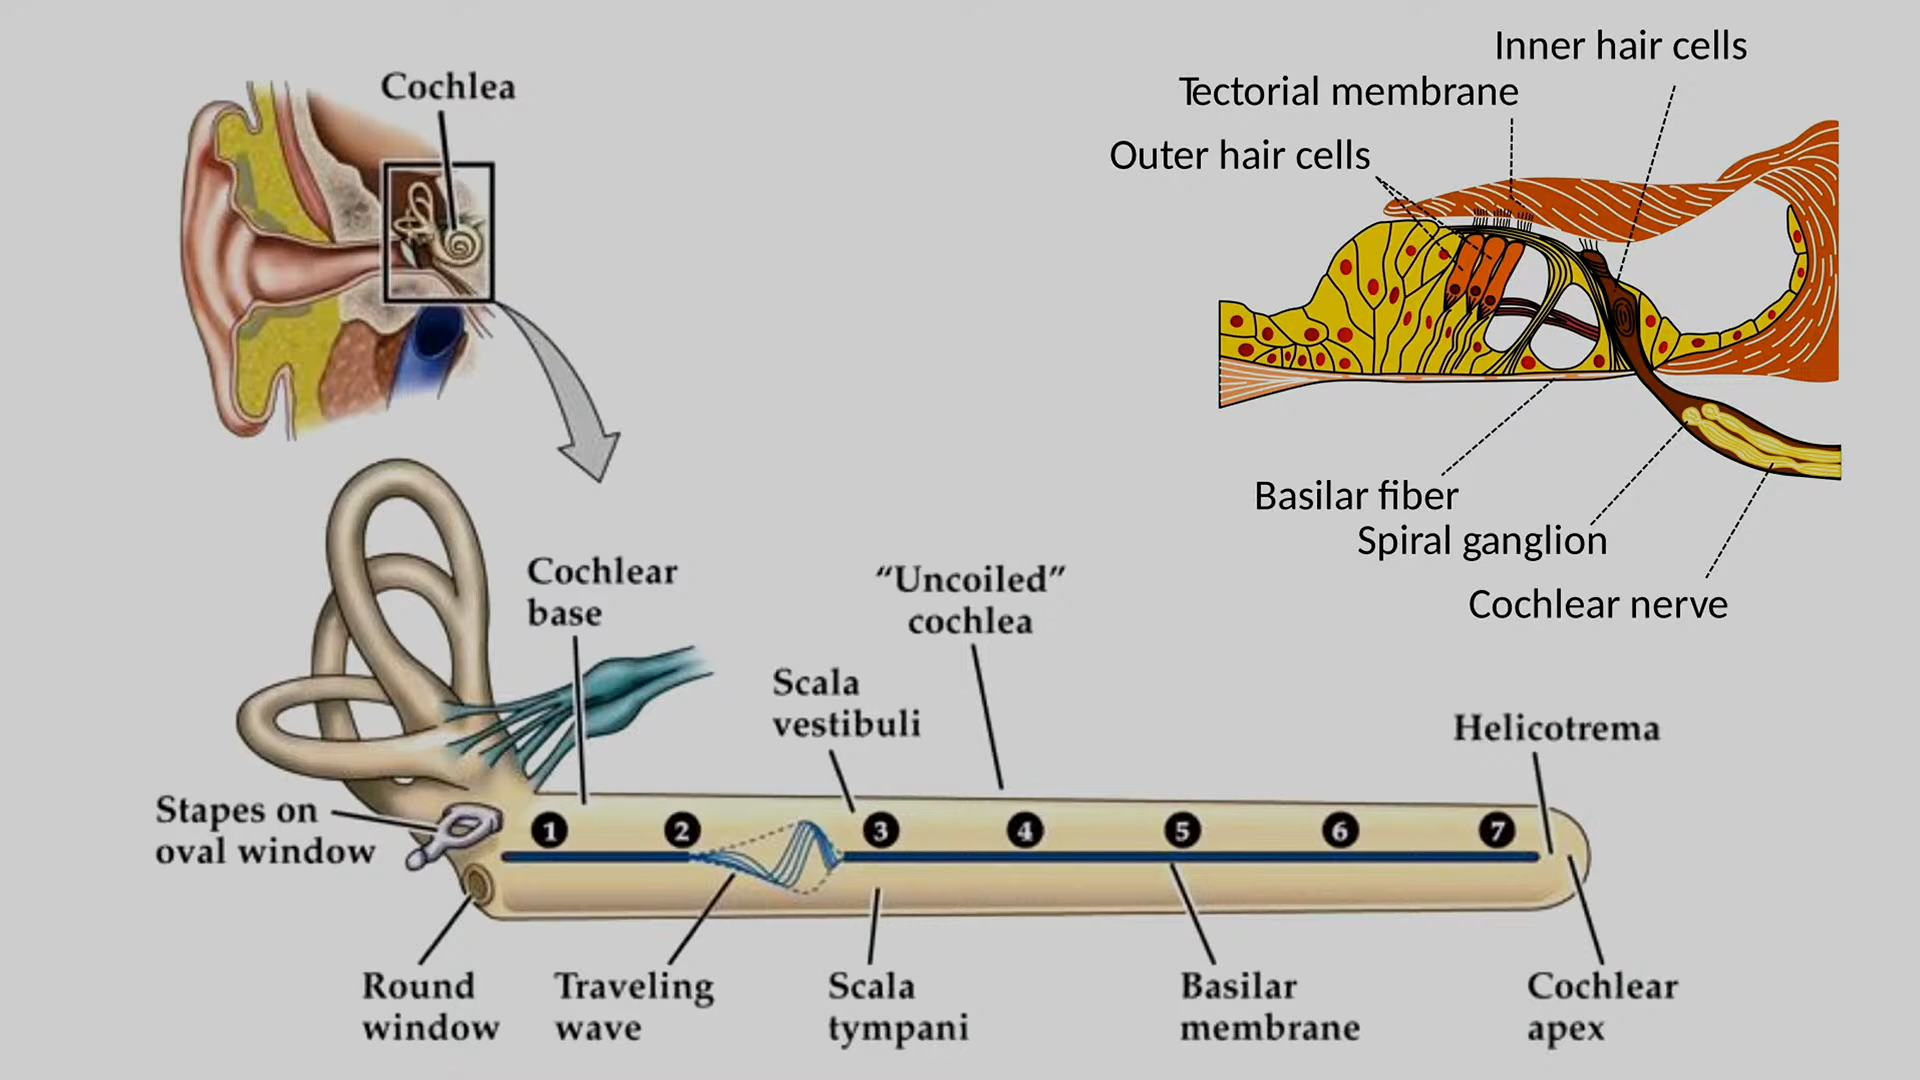 Cochlea
Inner hair cells
Tectorial membrane
Outer hair cells
Basilar fiber
Spiral ganglion
Cochlear nerve
Cochlear
base
“Uncoiled”
cochlea
Scala
vestibuli
Helicotrema
Stapes on
oval window
1 2 3 4 5 6 7
Round
window
Traveling
wave
Scala
tympani
Basilar
membrane
Cochlear
apex